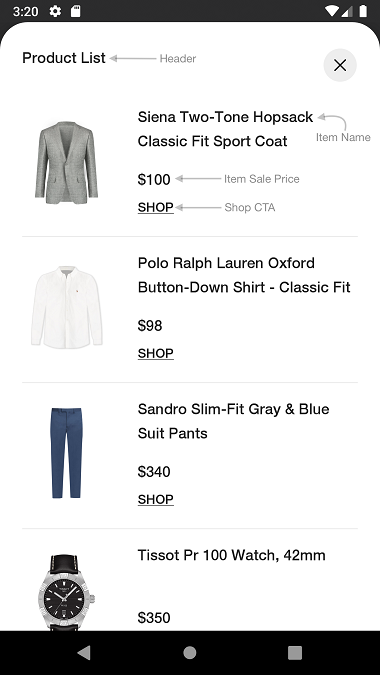 3:20
Product List
Header
Siena Two-Tone Hopsack
Classic Fit Sport Coat
Item Name
$100
Item Sale Price
SHOP
Shop CTA
Polo Ralph Lauren Oxford
Button-Down Shirt - Classic Fit
$98
SHOP
Sandro Slim-Fit Gray & Blue
Suit Pants
$340
SHOP
Tissot Pr 100 Watch, 42mm
$350